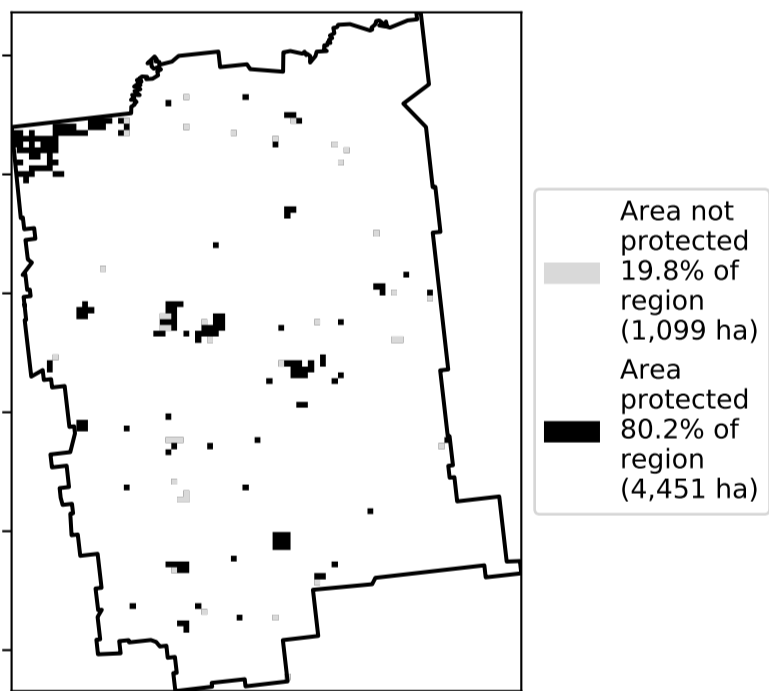 Area not
protected
19.8% of
region
(1,099 ha)
Area
protected
80.2% of
region
(4,451 ha)